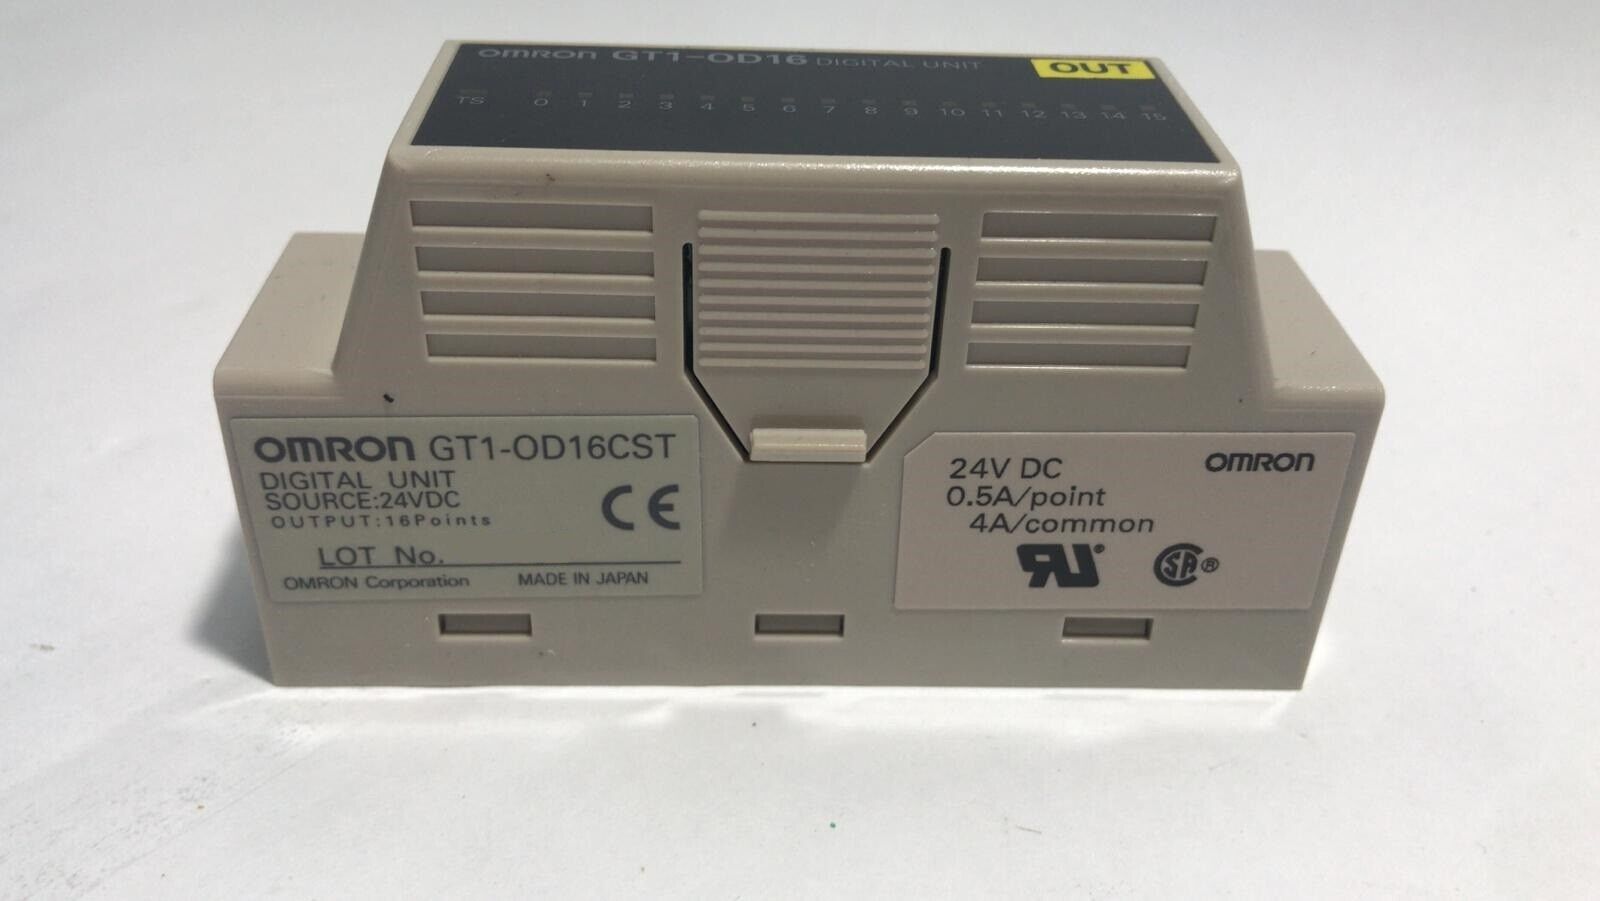 OMRON GT1-OD16 DIGITAL UNIT OUT
TS 0 1 2 3 4 5 6 7 8 9 10 11 12 13 14 15
OMRON GT1-OD16CST
DIGITAL UNIT
SOURCE:24VDC
OUTPUT:16Points
CE
LOT No.
OMRON Corporation MADE IN JAPAN
24V DC OMRON
0.5A/point
4A/common
RU® SA®